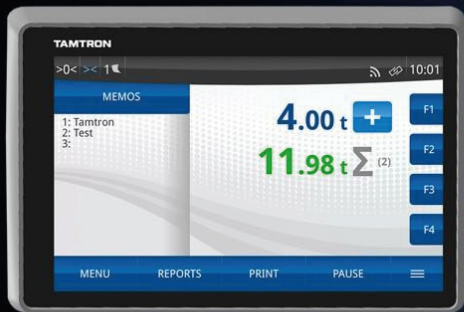 TAMTRON
>0< >< 1 10:01
MEMOS
1: Tamtron
2: Test
3:
4.00 t +
11.98 t Σ (2)
F1
F2
F3
F4
MENU REPORTS PRINT PAUSE